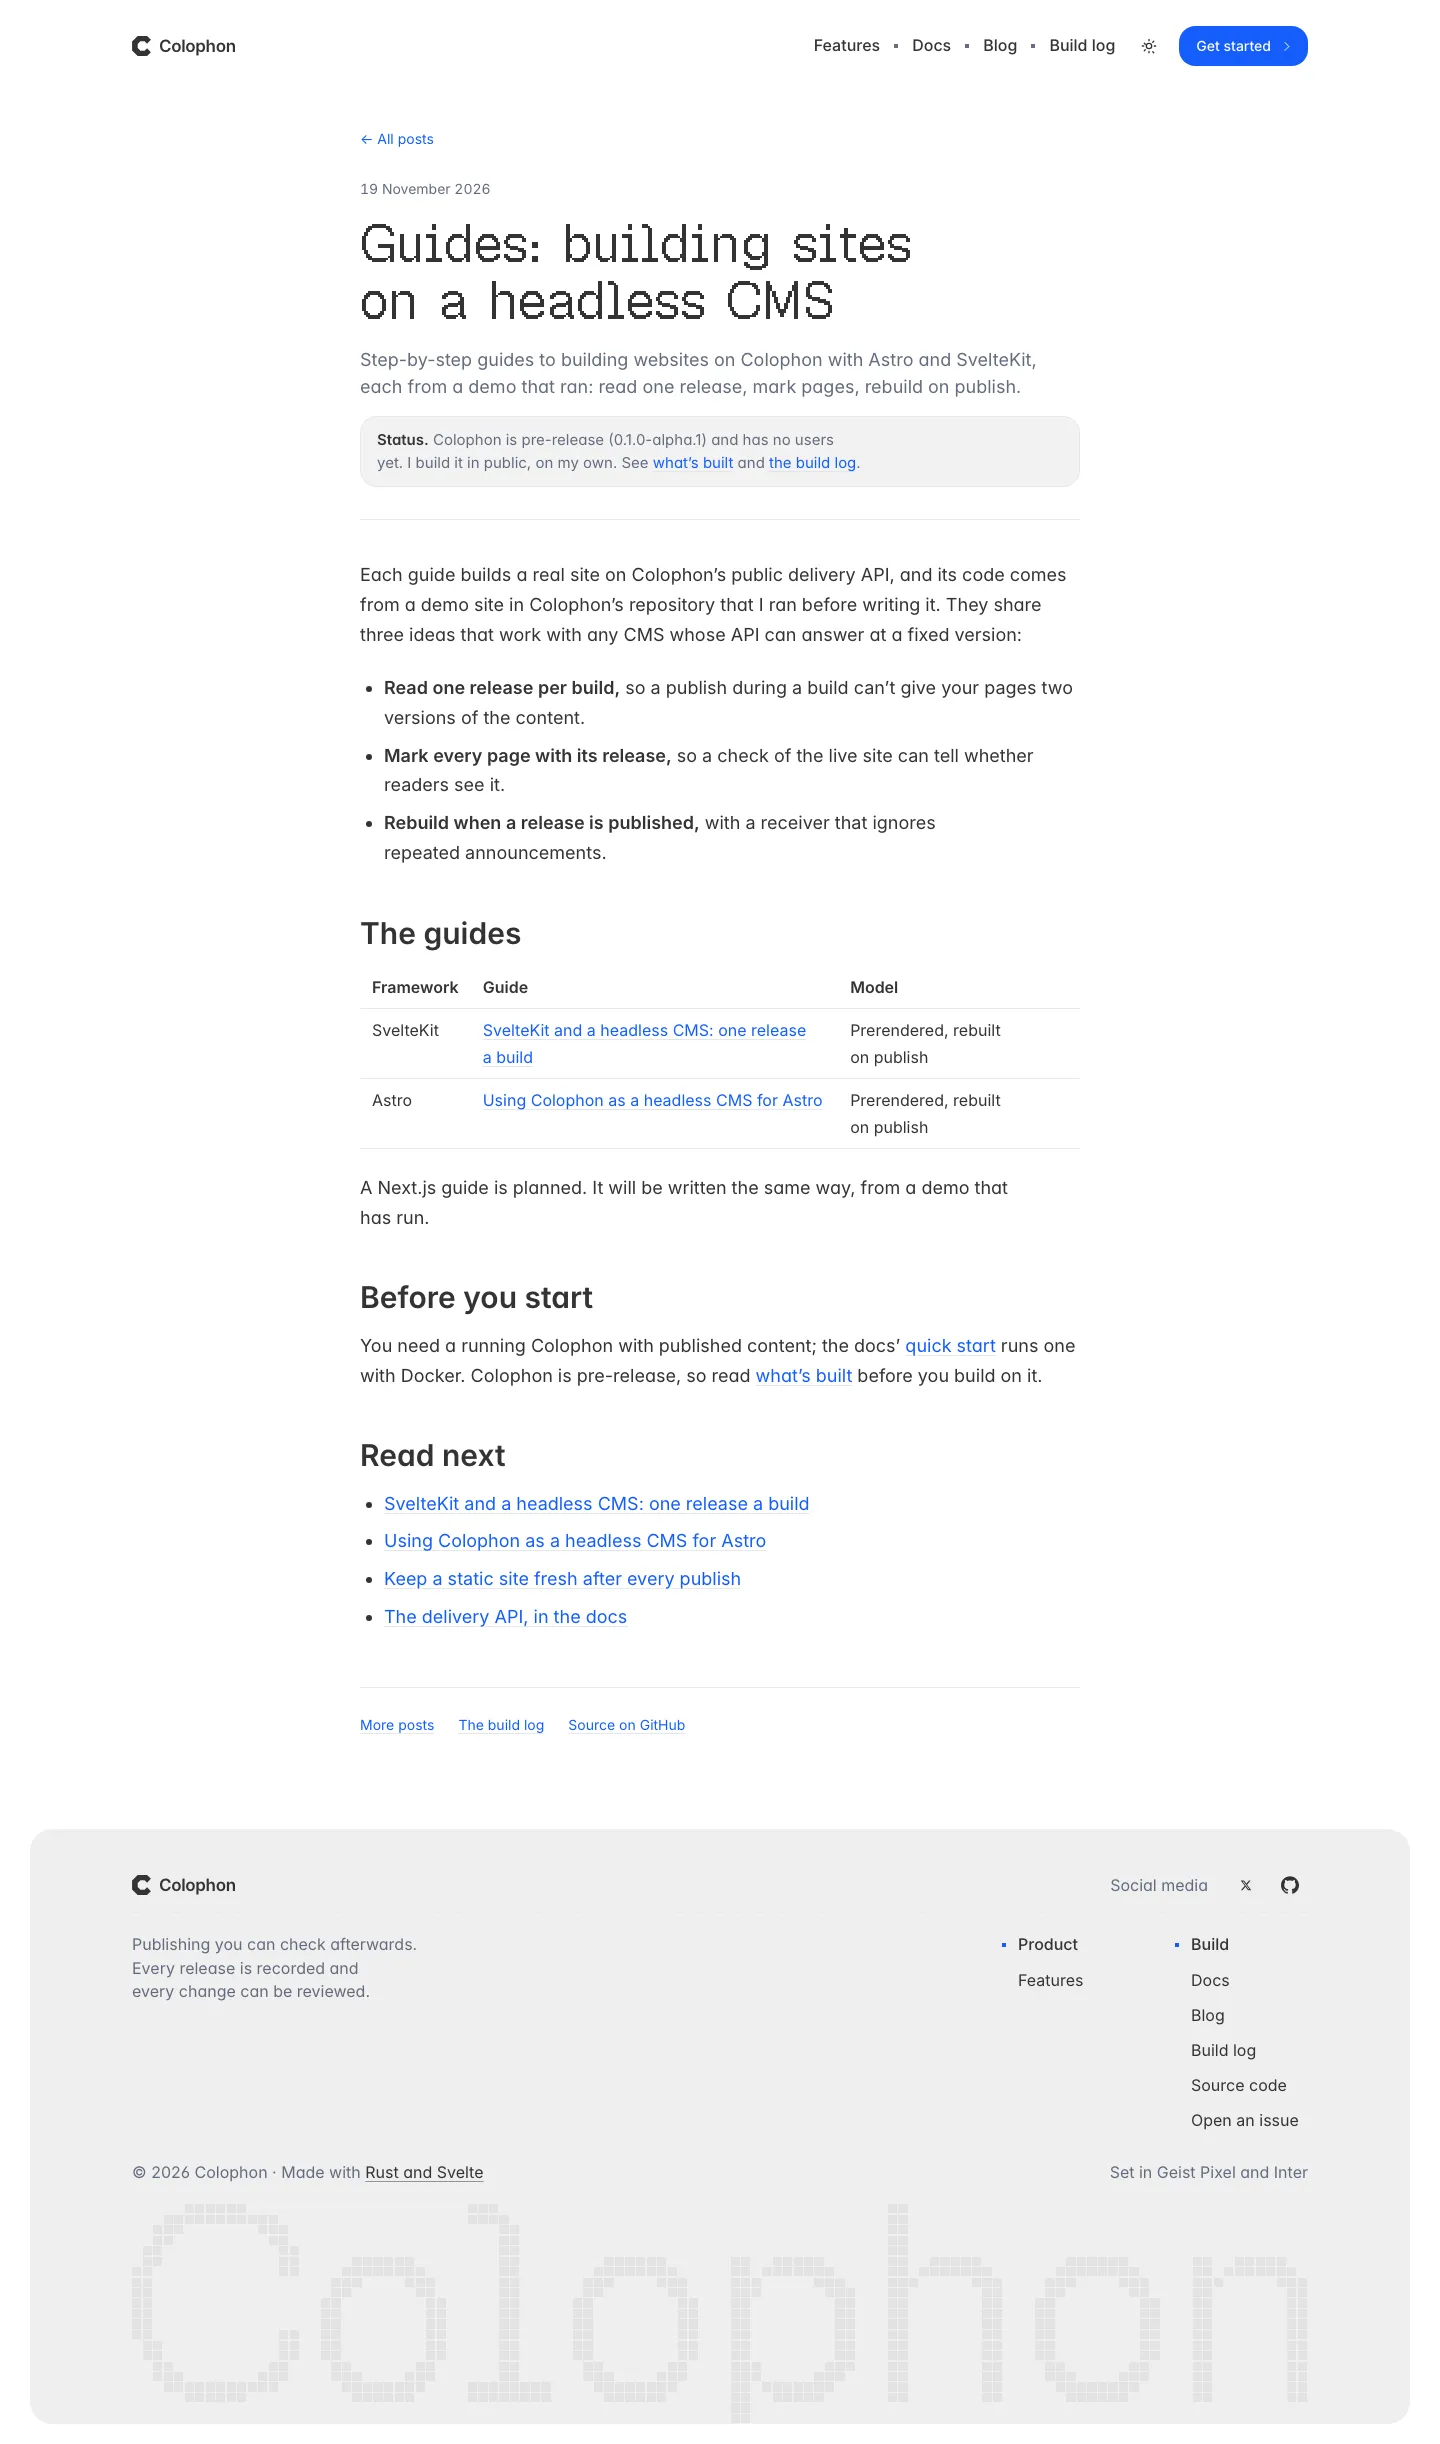 Colophon
Features
Docs
Blog
Build log
Get started
← All posts
19 November 2026
Guides: building sites
on a headless CMS
Step-by-step guides to building websites on Colophon with Astro and SvelteKit,
each from a demo that ran: read one release, mark pages, rebuild on publish.
Status. Colophon is pre-release (0.1.0-alpha.1) and has no users
yet. I build it in public, on my own. See what’s built and the build log.
Each guide builds a real site on Colophon’s public delivery API, and its code comes
from a demo site in Colophon’s repository that I ran before writing it. They share
three ideas that work with any CMS whose API can answer at a fixed version:
• Read one release per build, so a publish during a build can’t give your pages two
versions of the content.
• Mark every page with its release, so a check of the live site can tell whether
readers see it.
• Rebuild when a release is published, with a receiver that ignores
repeated announcements.
The guides
Framework Guide Model
SvelteKit SvelteKit and a headless CMS: one release Prerendered, rebuilt
a build on publish
Astro Using Colophon as a headless CMS for Astro Prerendered, rebuilt
on publish
A Next.js guide is planned. It will be written the same way, from a demo that
has run.
Before you start
You need a running Colophon with published content; the docs’ quick start runs one
with Docker. Colophon is pre-release, so read what’s built before you build on it.
Read next
• SvelteKit and a headless CMS: one release a build
• Using Colophon as a headless CMS for Astro
• Keep a static site fresh after every publish
• The delivery API, in the docs
More posts
The build log
Source on GitHub
Colophon
Social media
Publishing you can check afterwards.
Every release is recorded and
every change can be reviewed.
Product
Features
Build
Docs
Blog
Build log
Source code
Open an issue
© 2026 Colophon · Made with Rust and Svelte
Set in Geist Pixel and Inter
Colophon